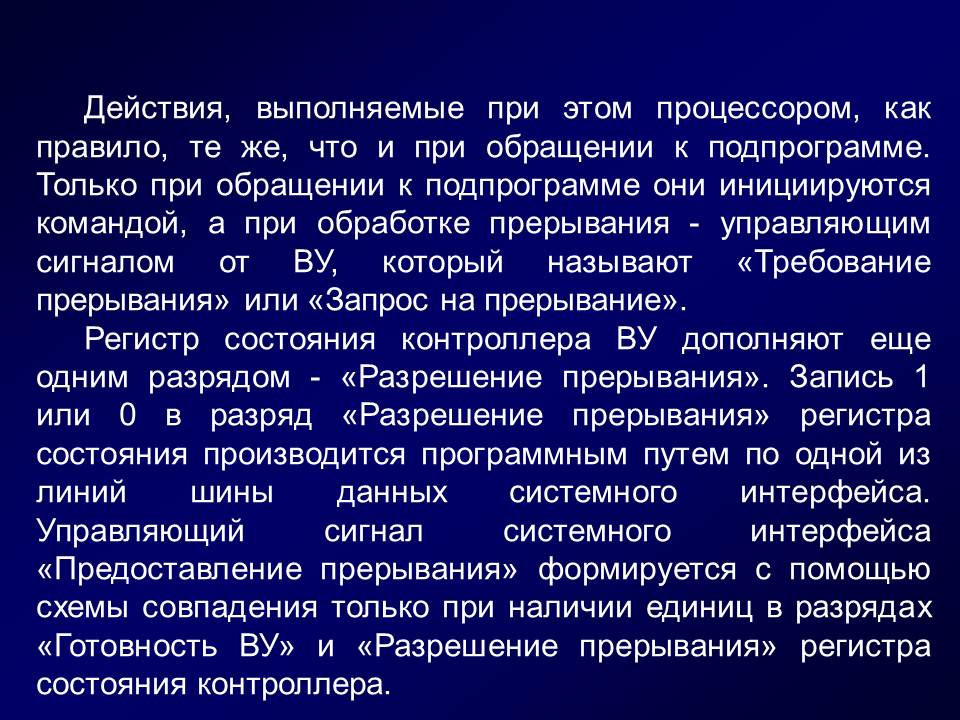 Действия, выполняемые при этом процессором, как
правило, те же, что и при обращении к подпрограмме.
Только при обращении к подпрограмме они инициируются
командой, а при обработке прерывания - управляющим
сигналом от ВУ, который называют «Требование
прерывания» или «Запрос на прерывание».
Регистр состояния контроллера ВУ дополняют еще
одним разрядом - «Разрешение прерывания». Запись 1
или 0 в разряд «Разрешение прерывания» регистра
состояния производится программным путем по одной из
линий шины данных системного интерфейса.
Управляющий сигнал системного интерфейса
«Предоставление прерывания» формируется с помощью
схемы совпадения только при наличии единиц в разрядах
«Готовность ВУ» и «Разрешение прерывания» регистра
состояния контроллера.